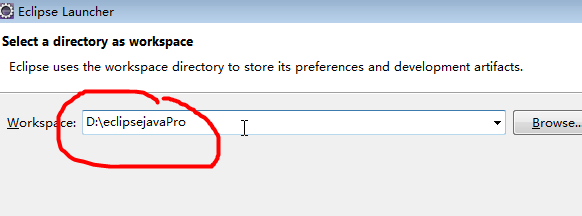 Eclipse Launcher
Select a directory as workspace
Eclipse uses the workspace directory to store its preferences and development artifacts.
Workspace: D:\eclipsejavaPro Browse...